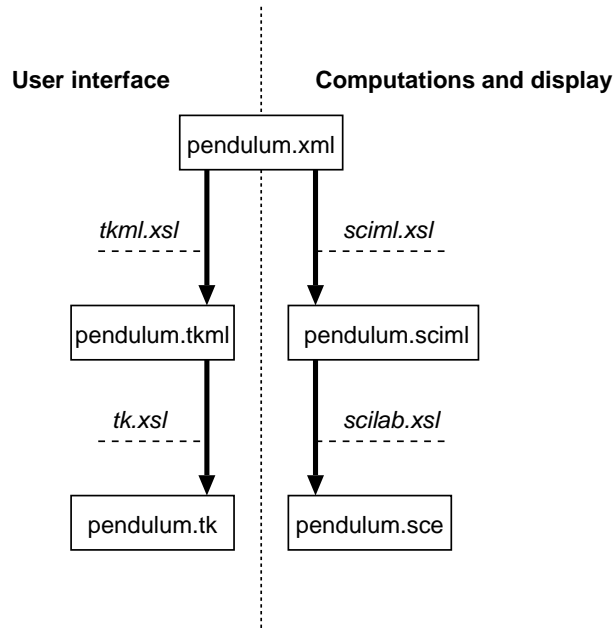 User interface
Computations and display
pendulum.xml
tkml.xsl
sciml.xsl
pendulum.tkml
pendulum.sciml
tk.xsl
scilab.xsl
pendulum.tk
pendulum.sce